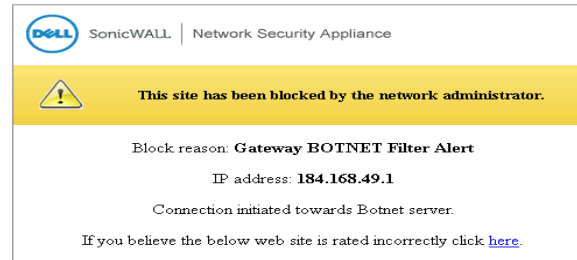 DELL SonicWALL | Network Security Appliance
This site has been blocked by the network administrator.
Block reason: Gateway BOTNET Filter Alert
IP address: 184.168.49.1
Connection initiated towards Botnet server.
If you believe the below web site is rated incorrectly click here.